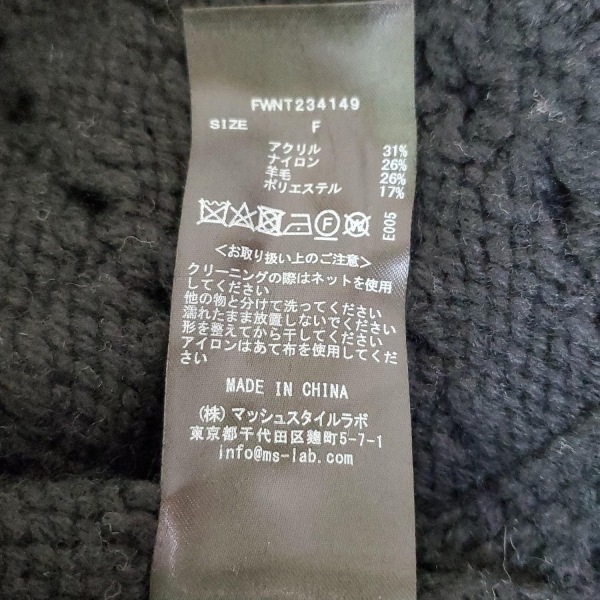 FWNT234149
SIZE F
アクリル 31%
ナイロン 26%
羊毛 26%
ポリエステル 17%
F
E005
<お取り扱い上のご注意>
クリーニングの際はネットを使用
してください
他の物と分けて洗ってください
濡れたまま放置しないでください
形を整えてから干してください
アイロンはあて布を使用してくだ
さい
MADE IN CHINA
(株)マッシュスタイルラボ
東京都千代田区麹町5-7-1
info@ms-lab.com